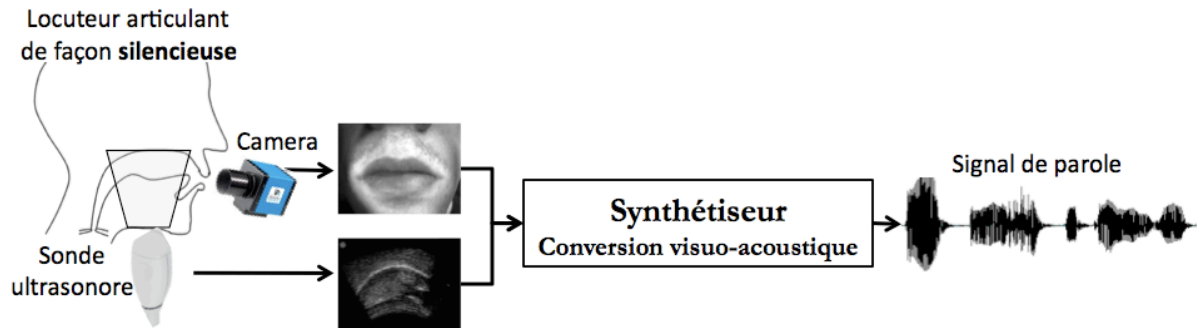 Locuteur articulant
de façon silencieuse
Camera
Sonde
ultrasonore
Synthétiseur
Conversion visuo-acoustique
Signal de parole